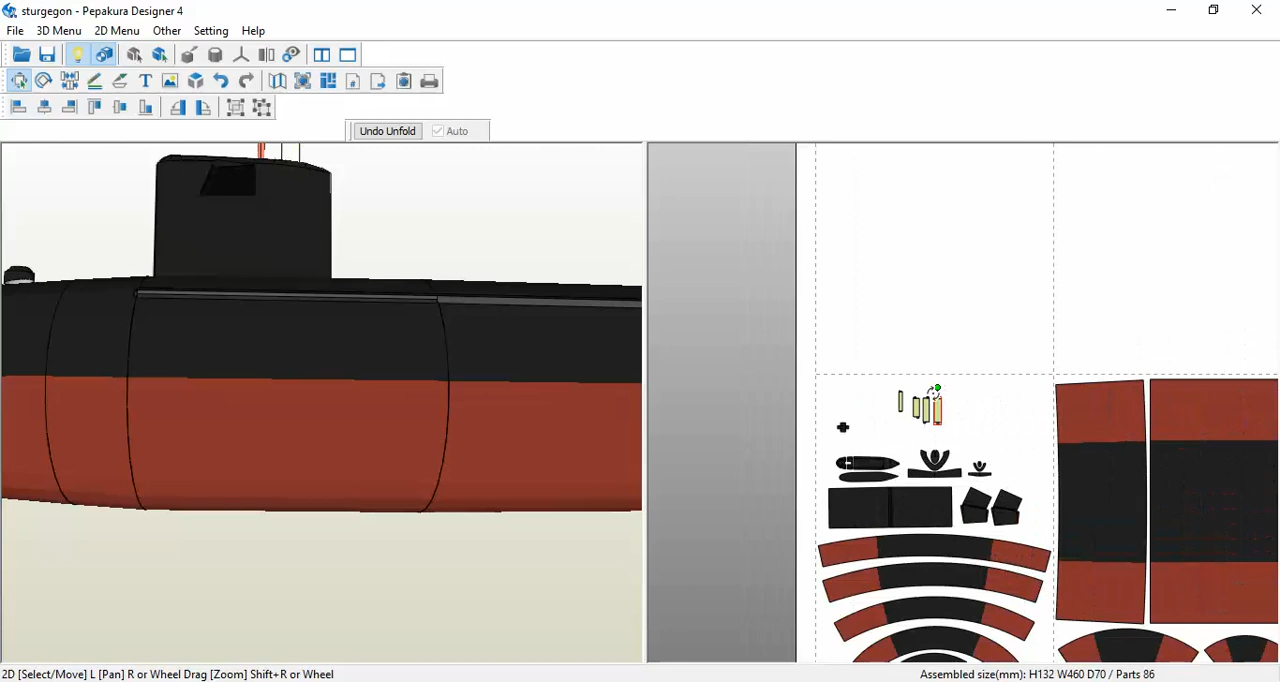 sturgegon - Pepakura Designer 4
File 3D Menu 2D Menu Other Setting Help
Undo Unfold Auto
2D [Select/Move] L [Pan] R or Wheel Drag [Zoom] Shift+R or Wheel Assembled size(mm): H132 W460 D70 / Parts 86